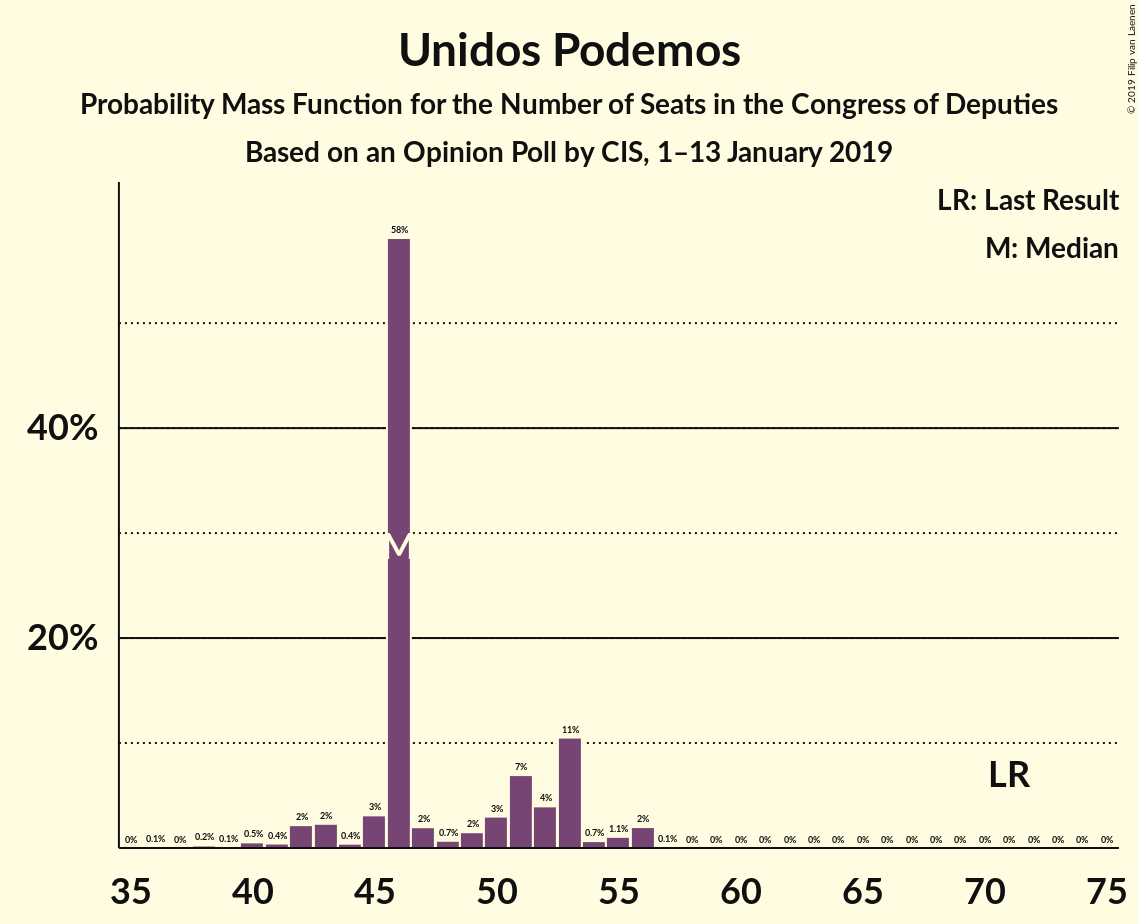 Unidos Podemos
Probability Mass Function for the Number of Seats in the Congress of Deputies
Based on an Opinion Poll by CIS, 1–13 January 2019
© 2019 Filip van Laenen
LR: Last Result
M: Median
58%
40%
M
20%
11%
LR
7%
4%
0% 0.1% 0% 0.2% 0.1% 0.5% 0.4% 2% 2% 0.4% 3% 2% 0.7% 2% 3% 0.7% 1.1% 2% 0.1% 0% 0% 0% 0% 0% 0% 0% 0% 0% 0% 0% 0% 0% 0% 0% 0% 0% 0%
35 40 45 50 55 60 65 70 75